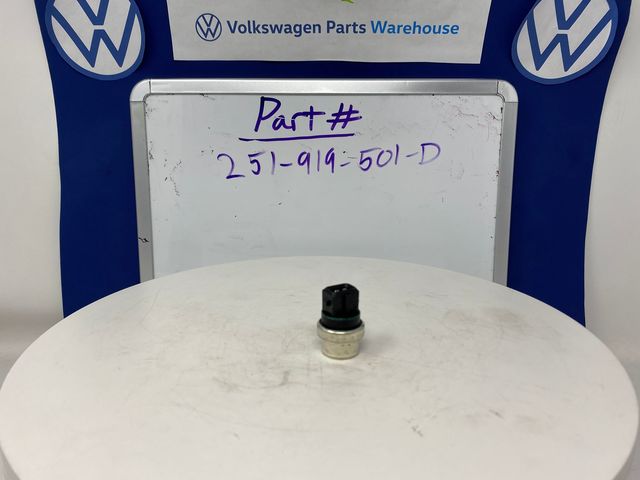 Volkswagen Parts Warehouse
Part #
251-919-501-D